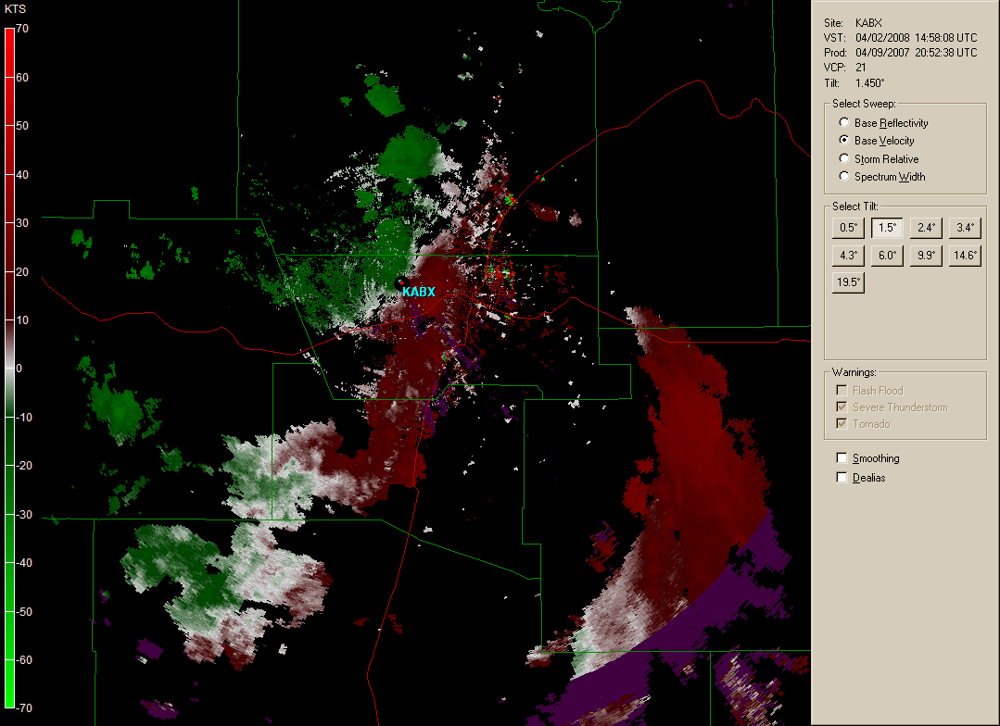 KTS
70
60
50
40
30
20
10
0
-10
-20
-30
-40
-50
-60
-70
KABX
Site: KABX
VST: 04/02/2008 14:58:08 UTC
Prod: 04/09/2007 20:52:38 UTC
VCP: 21
Tilt: 1.450°
Select Sweep:
Base Reflectivity
Base Velocity
Storm Relative
Spectrum Width
Select Tilt:
0.5° 1.5° 2.4° 3.4°
4.3° 6.0° 9.9° 14.6°
19.5°
Warnings:
Flash Flood
Severe Thunderstorm
Tornado
Smoothing
Dealias